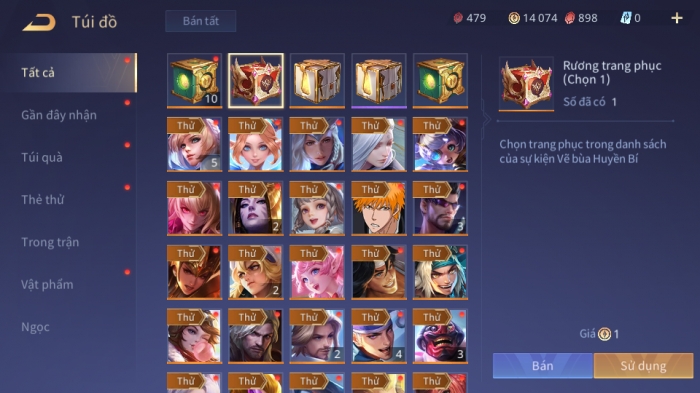 Túi đồ
Bán tất
479
14 074
898
0
+
Tất cả
Gần đây nhận
Túi quà
Thẻ thử
Trong trận
Vật phẩm
Ngọc
10
Thử Thử Thử Thử Thử
5
Thử Thử Thử Thử Thử
2 3
Thử Thử Thử Thử Thử
2
Thử Thử Thử Thử Thử
2 4 3
Thử Thử Thử Thử Thử
Rương trang phục
(Chọn 1)
Số đã có 1
Chọn trang phục trong danh sách
của sự kiện Vẽ bùa Huyền Bí
Giá 1
Bán
Sử dụng